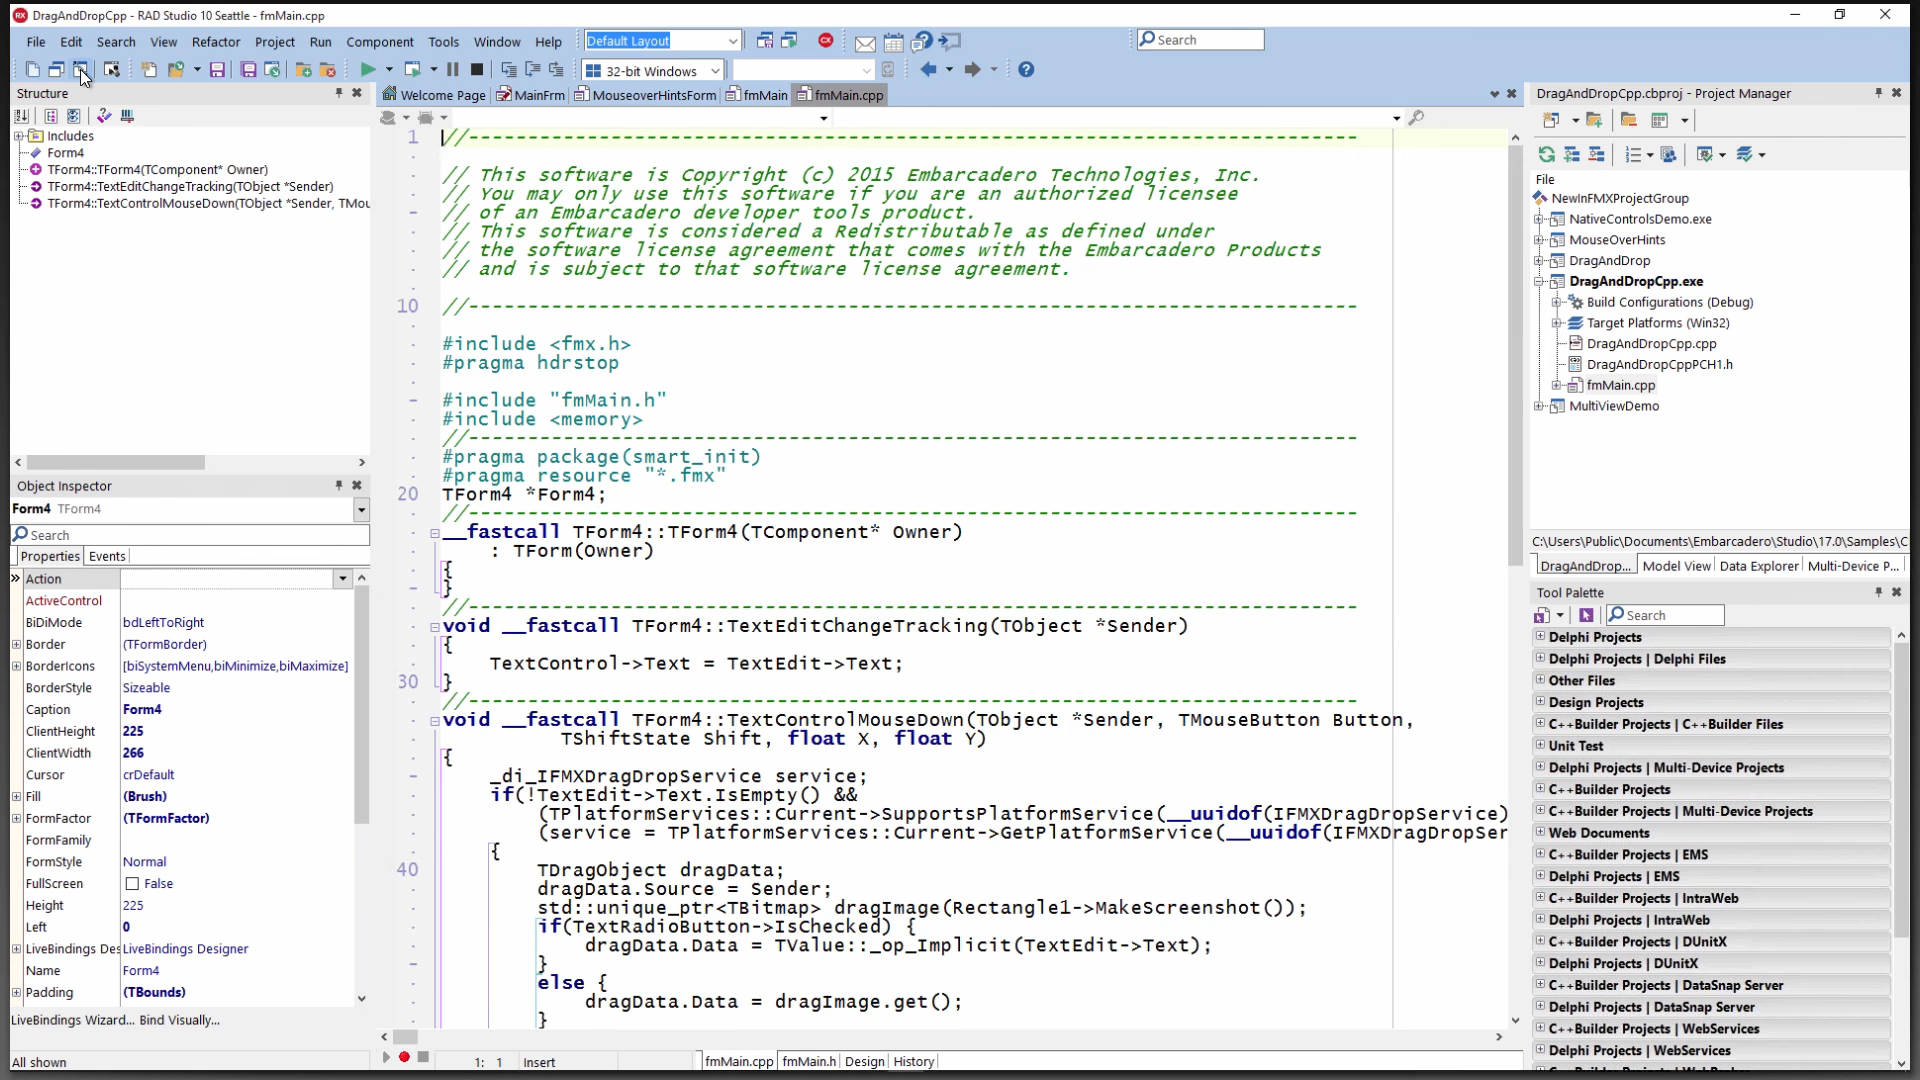 DragAndDropCpp - RAD Studio 10 Seattle - fmMain.cpp
File Edit Search View Refactor Project Run Component Tools Window Help
Default Layout
Search
32-bit Windows
Structure
Includes
Form4
TForm4::TForm4(TComponent* Owner)
TForm4::TextEditChangeTracking(TObject *Sender)
TForm4::TextControlMouseDown(TObject *Sender, TMou
Object Inspector
Form4 TForm4
Search
Properties Events
Action
ActiveControl
BiDiMode bdLeftToRight
Border (TFormBorder)
BorderIcons [biSystemMenu,biMinimize,biMaximize]
BorderStyle Sizeable
Caption Form4
ClientHeight 225
ClientWidth 266
Cursor crDefault
Fill (Brush)
FormFactor (TFormFactor)
FormFamily
FormStyle Normal
FullScreen False
Height 225
Left 0
LiveBindings Des LiveBindings Designer
Name Form4
Padding (TBounds)
LiveBindings Wizard... Bind Visually...
All shown
Welcome Page MainFrm MouseoverHintsForm fmMain fmMain.cpp
1 //---------------------------------------------------------------------------
// This software is Copyright (c) 2015 Embarcadero Technologies, Inc.
// You may only use this software if you are an authorized licensee
// of an Embarcadero developer tools product.
// This software is considered a Redistributable as defined under
// the software license agreement that comes with the Embarcadero Products
// and is subject to that software license agreement.
10 //---------------------------------------------------------------------------
#include <fmx.h>
#pragma hdrstop
#include "fmMain.h"
#include <memory>
//---------------------------------------------------------------------------
#pragma package(smart_init)
#pragma resource "*.fmx"
20 TForm4 *Form4;
//---------------------------------------------------------------------------
__fastcall TForm4::TForm4(TComponent* Owner)
: TForm(Owner)
{
}
//---------------------------------------------------------------------------
void __fastcall TForm4::TextEditChangeTracking(TObject *Sender)
{
TextControl->Text = TextEdit->Text;
30 }
//---------------------------------------------------------------------------
void __fastcall TForm4::TextControlMouseDown(TObject *Sender, TMouseButton Button,
TShiftState Shift, float X, float Y)
{
_di_IFMXDragDropService service;
if(!TextEdit->Text.IsEmpty() &&
(TPlatformServices::Current->SupportsPlatformService(__uuidof(IFMXDragDropService)
(service = TPlatformServices::Current->GetPlatformService(__uuidof(IFMXDragDropSer
{
40 TDragObject dragData;
dragData.Source = Sender;
std::unique_ptr<TBitmap> dragImage(Rectangle1->MakeScreenshot());
if(TextRadioButton->IsChecked) {
dragData.Data = TValue::_op_Implicit(TextEdit->Text);
}
else {
dragData.Data = dragImage.get();
}
1: 1 Insert
fmMain.cpp fmMain.h Design History
DragAndDropCpp.cbproj - Project Manager
File
NewInFMXProjectGroup
NativeControlsDemo.exe
MouseOverHints
DragAndDrop
DragAndDropCpp.exe
Build Configurations (Debug)
Target Platforms (Win32)
DragAndDropCpp.cpp
DragAndDropCppPCH1.h
fmMain.cpp
MultiViewDemo
C:\Users\Public\Documents\Embarcadero\Studio\17.0\Samples\C
DragAndDrop... Model View Data Explorer Multi-Device P...
Tool Palette
Search
Delphi Projects
Delphi Projects | Delphi Files
Other Files
Design Projects
C++Builder Projects | C++Builder Files
Unit Test
Delphi Projects | Multi-Device Projects
C++Builder Projects
C++Builder Projects | Multi-Device Projects
Web Documents
C++Builder Projects | EMS
Delphi Projects | EMS
C++Builder Projects | IntraWeb
Delphi Projects | IntraWeb
C++Builder Projects | DUnitX
Delphi Projects | DUnitX
C++Builder Projects | DataSnap Server
Delphi Projects | DataSnap Server
C++Builder Projects | WebServices
Delphi Projects | WebServices